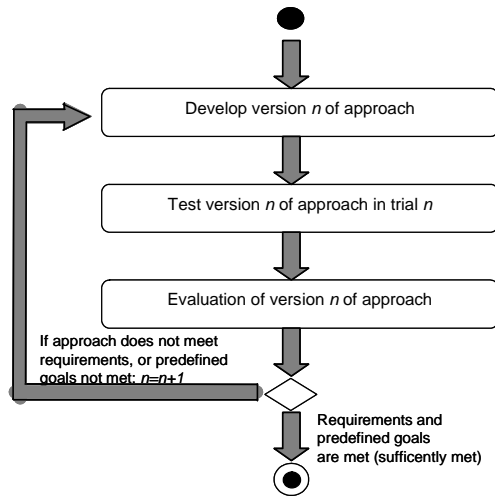 Develop version n of approach
Test version n of approach in trial n
Evaluation of version n of approach
If approach does not meet
requirements, or predefined
goals not met: n=n+1
Requirements and
predefined goals
are met (sufficently met)